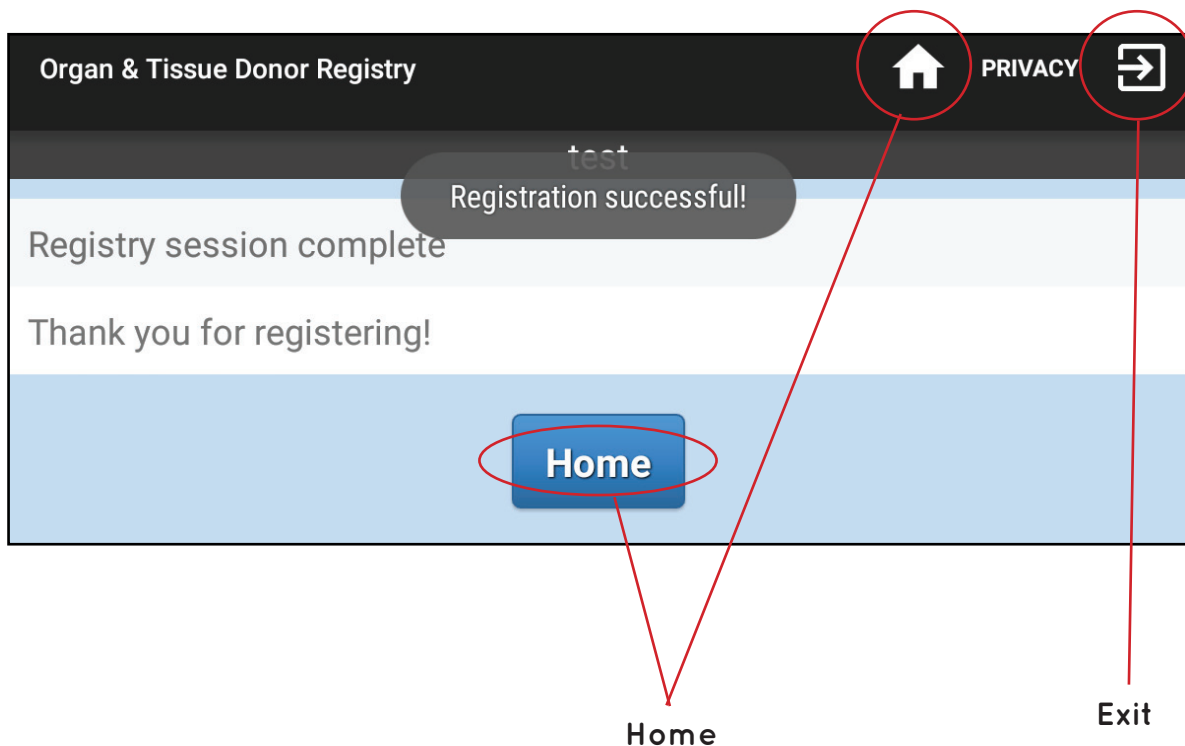 Organ & Tissue Donor Registry PRIVACY
test
Registration successful!
Registry session complete
Thank you for registering!
Home
Exit
Home